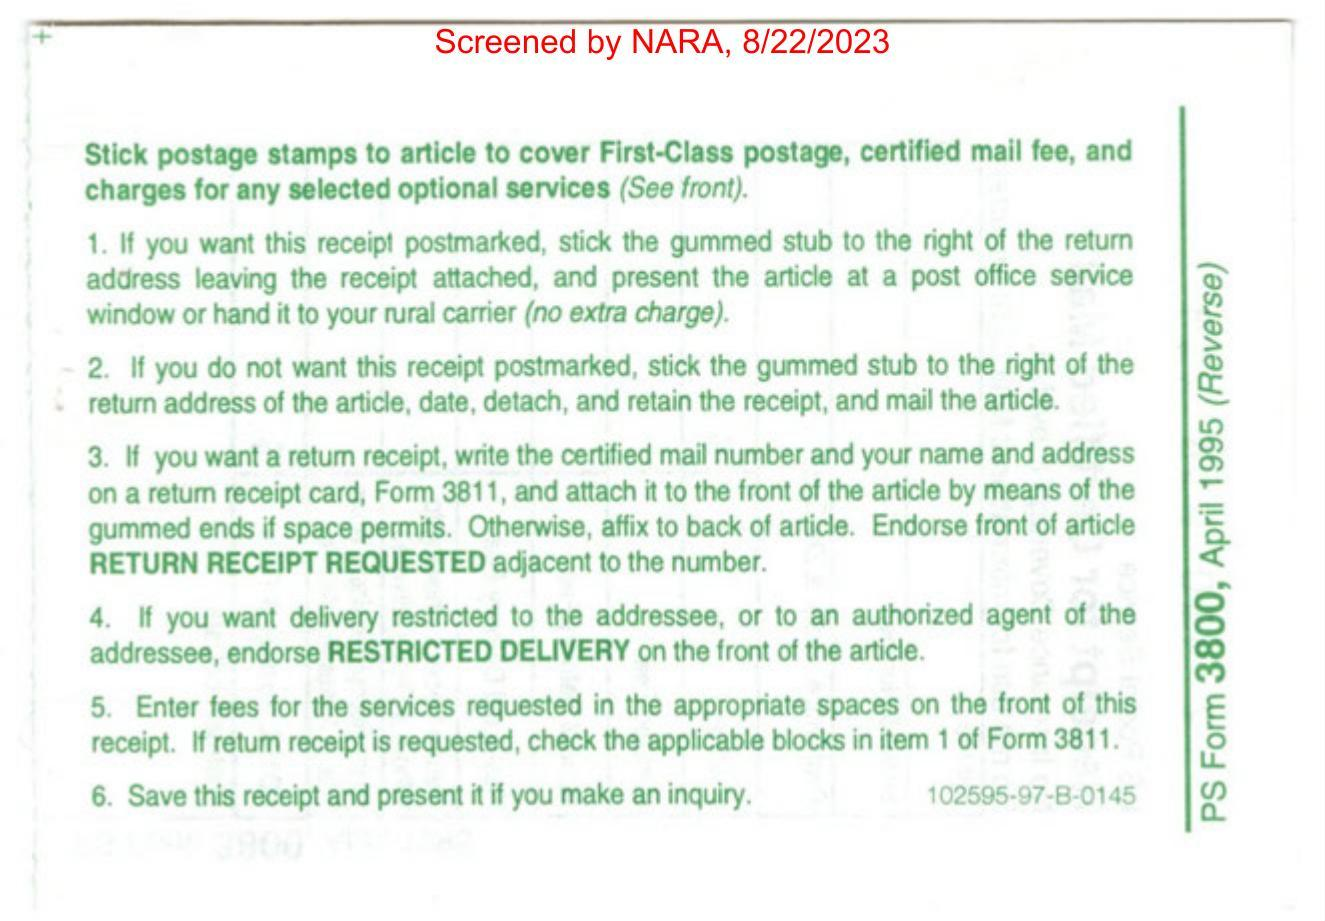 Screened by NARA, 8/22/2023
Stick postage stamps to article to cover First-Class postage, certified mail fee, and
charges for any selected optional services (See front).
1. If you want this receipt postmarked, stick the gummed stub to the right of the return
address leaving the receipt attached, and present the article at a post office service
window or hand it to your rural carrier (no extra charge).
2. If you do not want this receipt postmarked, stick the gummed stub to the right of the
return address of the article, date, detach, and retain the receipt, and mail the article.
3. If you want a return receipt, write the certified mail number and your name and address
on a return receipt card, Form 3811, and attach it to the front of the article by means of the
gummed ends if space permits. Otherwise, affix to back of article. Endorse front of article
RETURN RECEIPT REQUESTED adjacent to the number.
4. If you want delivery restricted to the addressee, or to an authorized agent of the
addressee, endorse RESTRICTED DELIVERY on the front of the article.
5. Enter fees for the services requested in the appropriate spaces on the front of this
receipt. If return receipt is requested, check the applicable blocks in item 1 of Form 3811.
6. Save this receipt and present it if you make an inquiry. 102595-97-B-0145
PS Form 3800, April 1995 (Reverse)